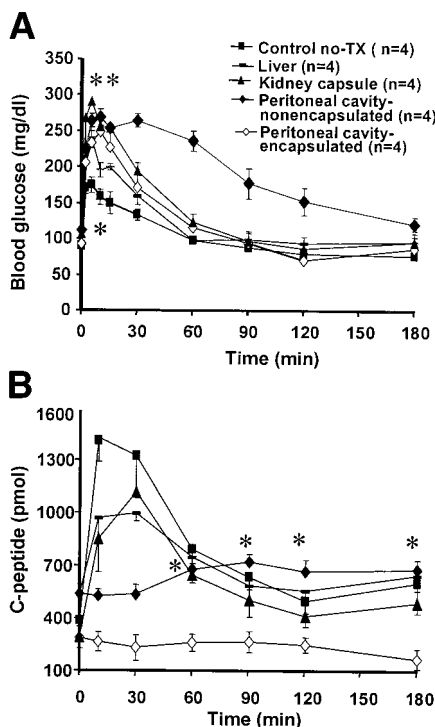 A
Control no-TX ( n=4)
Liver (n=4)
Kidney capsule (n=4)
Peritoneal cavity-
nonencapsulated (n=4)
Peritoneal cavity-
encapsulated (n=4)
Blood glucose (mg/dl)
350
300
250
200
150
100
50
0
* *
*
0 30 60 90 120 150 180
Time (min)
B
C-peptide (pmol)
1600
1300
1000
700
400
100
* * * *
0 30 60 90 120 150 180
Time (min)